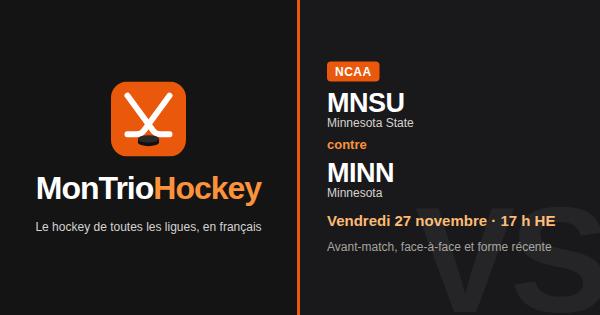 MonTrioHockey
Le hockey de toutes les ligues, en français
NCAA
MNSU
Minnesota State
contre
MINN
Minnesota
Vendredi 27 novembre · 17 h HE
Avant-match, face-à-face et forme récente
VS